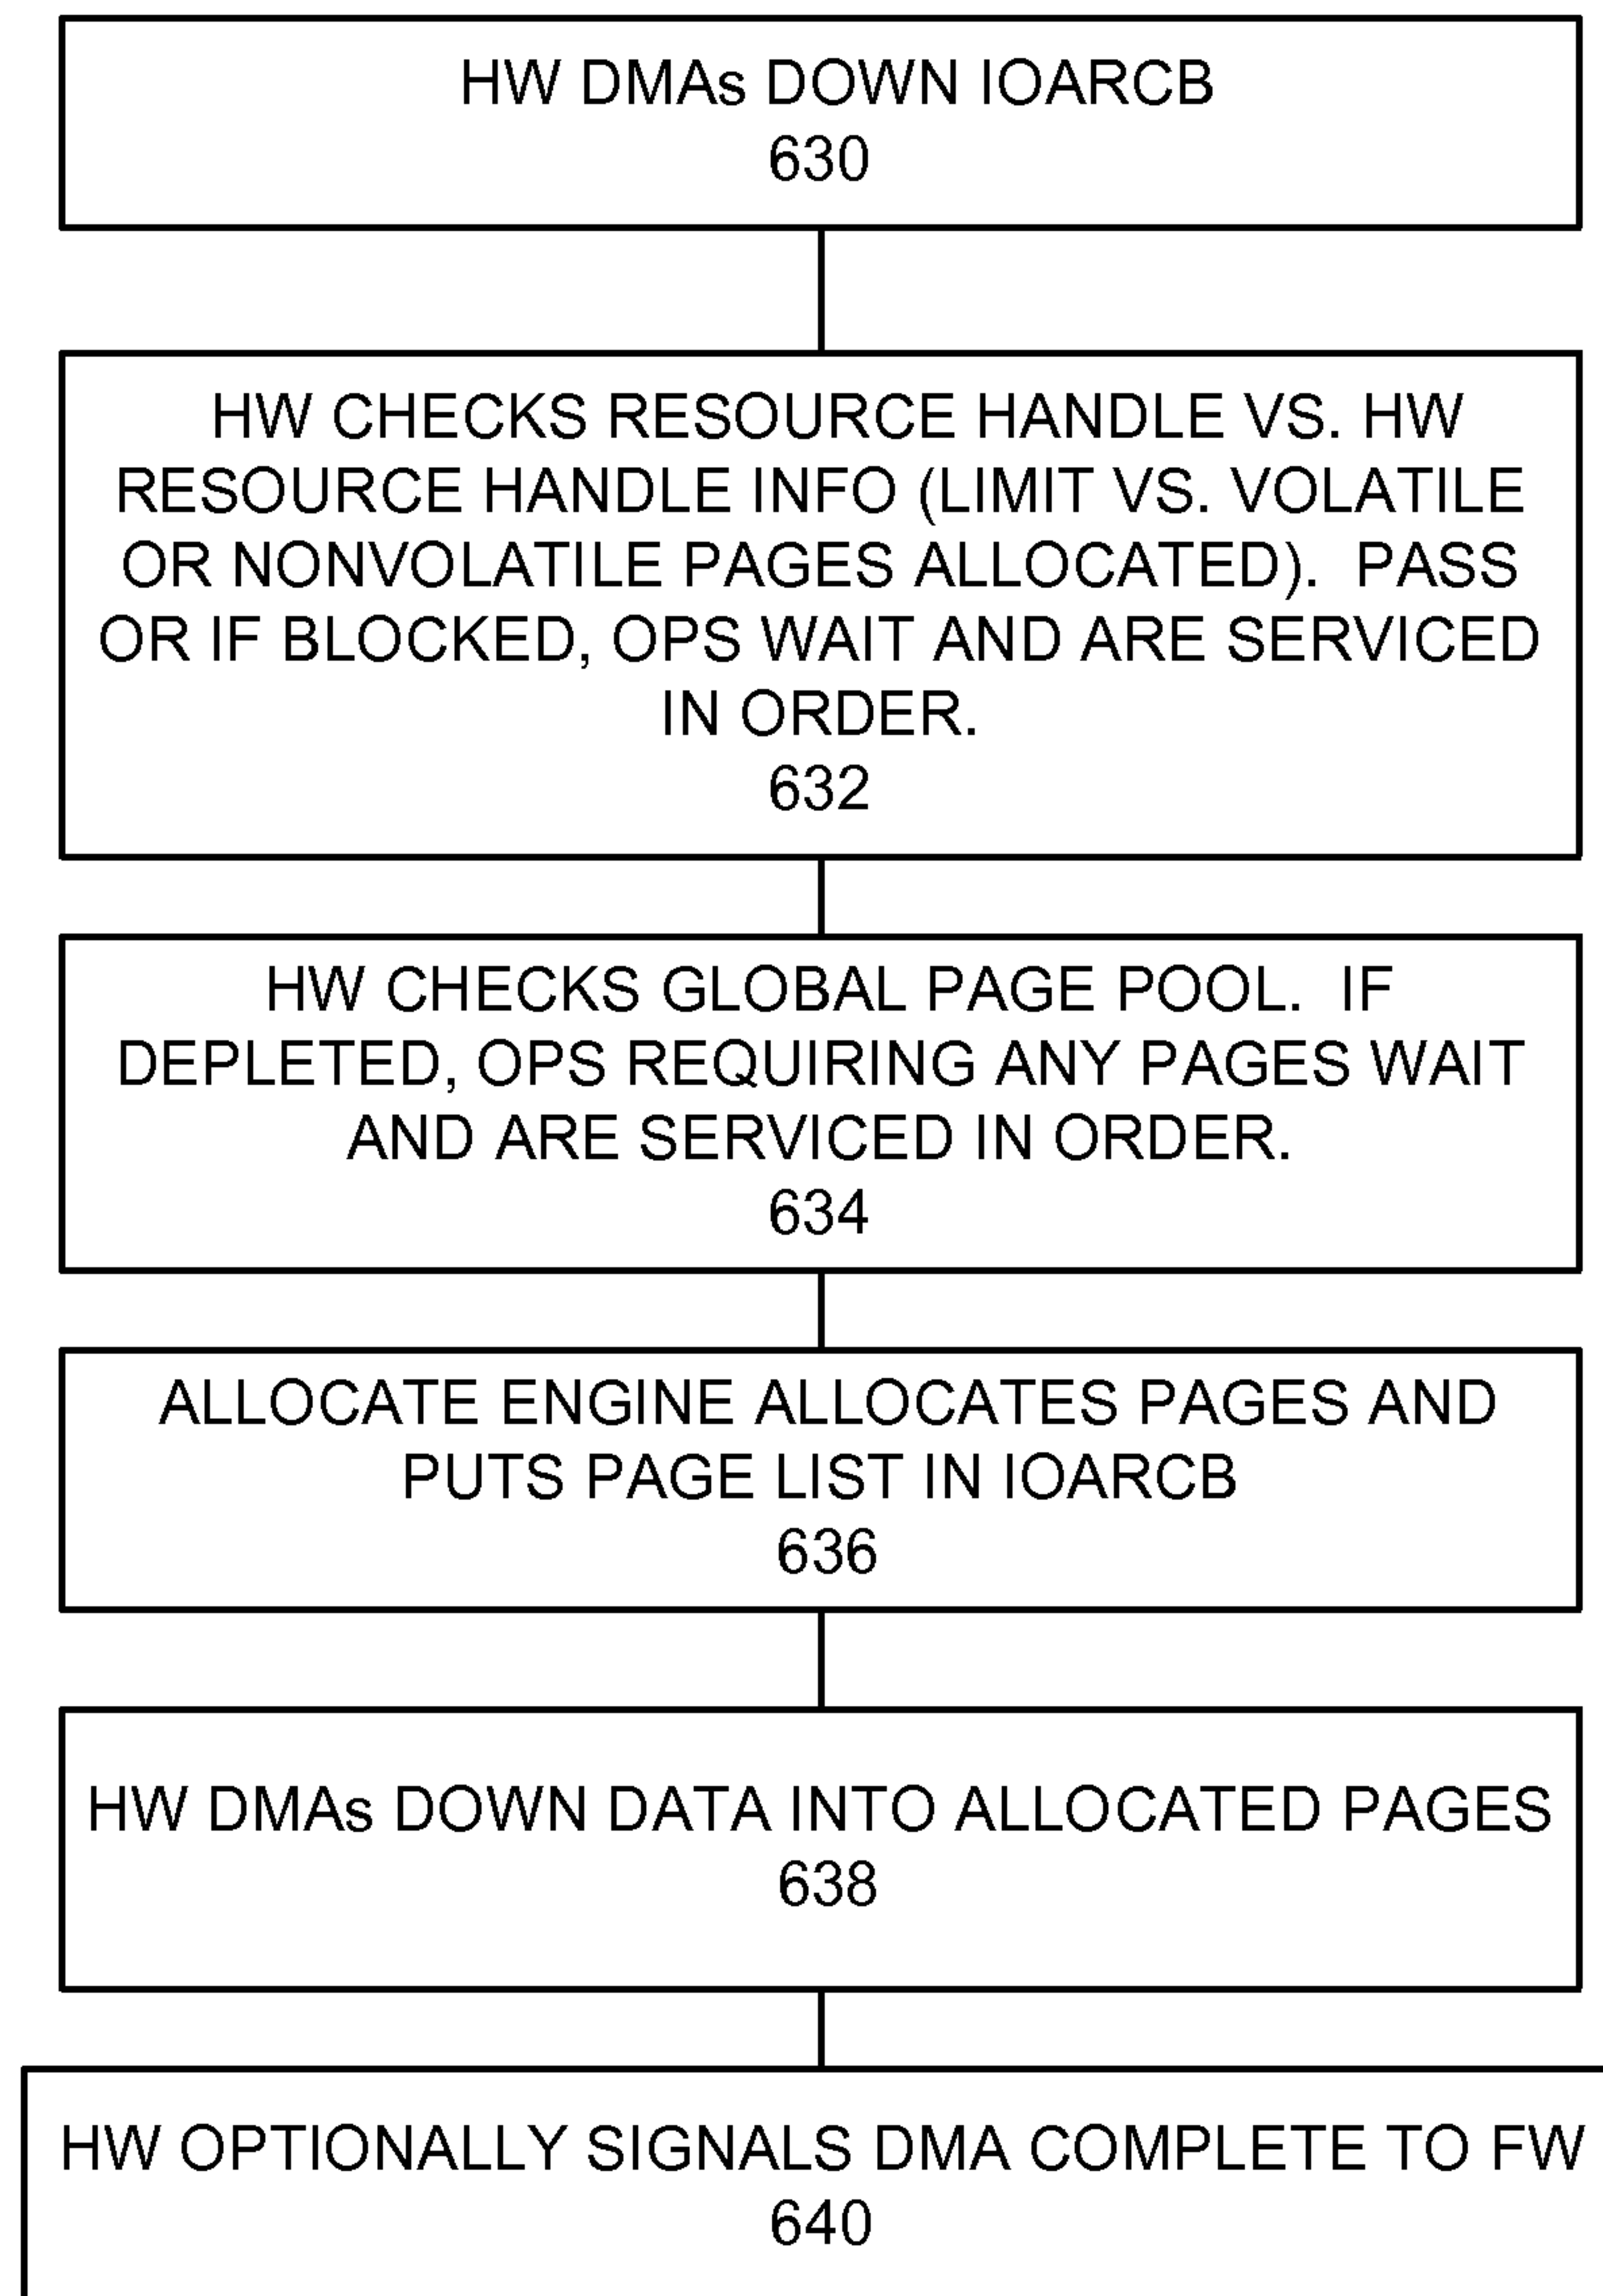 HW DMAs DOWN IOARCB
630
HW CHECKS RESOURCE HANDLE VS. HW
RESOURCE HANDLE INFO (LIMIT VS. VOLATILE
OR NONVOLATILE PAGES ALLOCATED). PASS
OR IF BLOCKED, OPS WAIT AND ARE SERVICED
IN ORDER.
632
HW CHECKS GLOBAL PAGE POOL. IF
DEPLETED, OPS REQUIRING ANY PAGES WAIT
AND ARE SERVICED IN ORDER.
634
ALLOCATE ENGINE ALLOCATES PAGES AND
PUTS PAGE LIST IN IOARCB
636
HW DMAs DOWN DATA INTO ALLOCATED PAGES
638
HW OPTIONALLY SIGNALS DMA COMPLETE TO FW
640